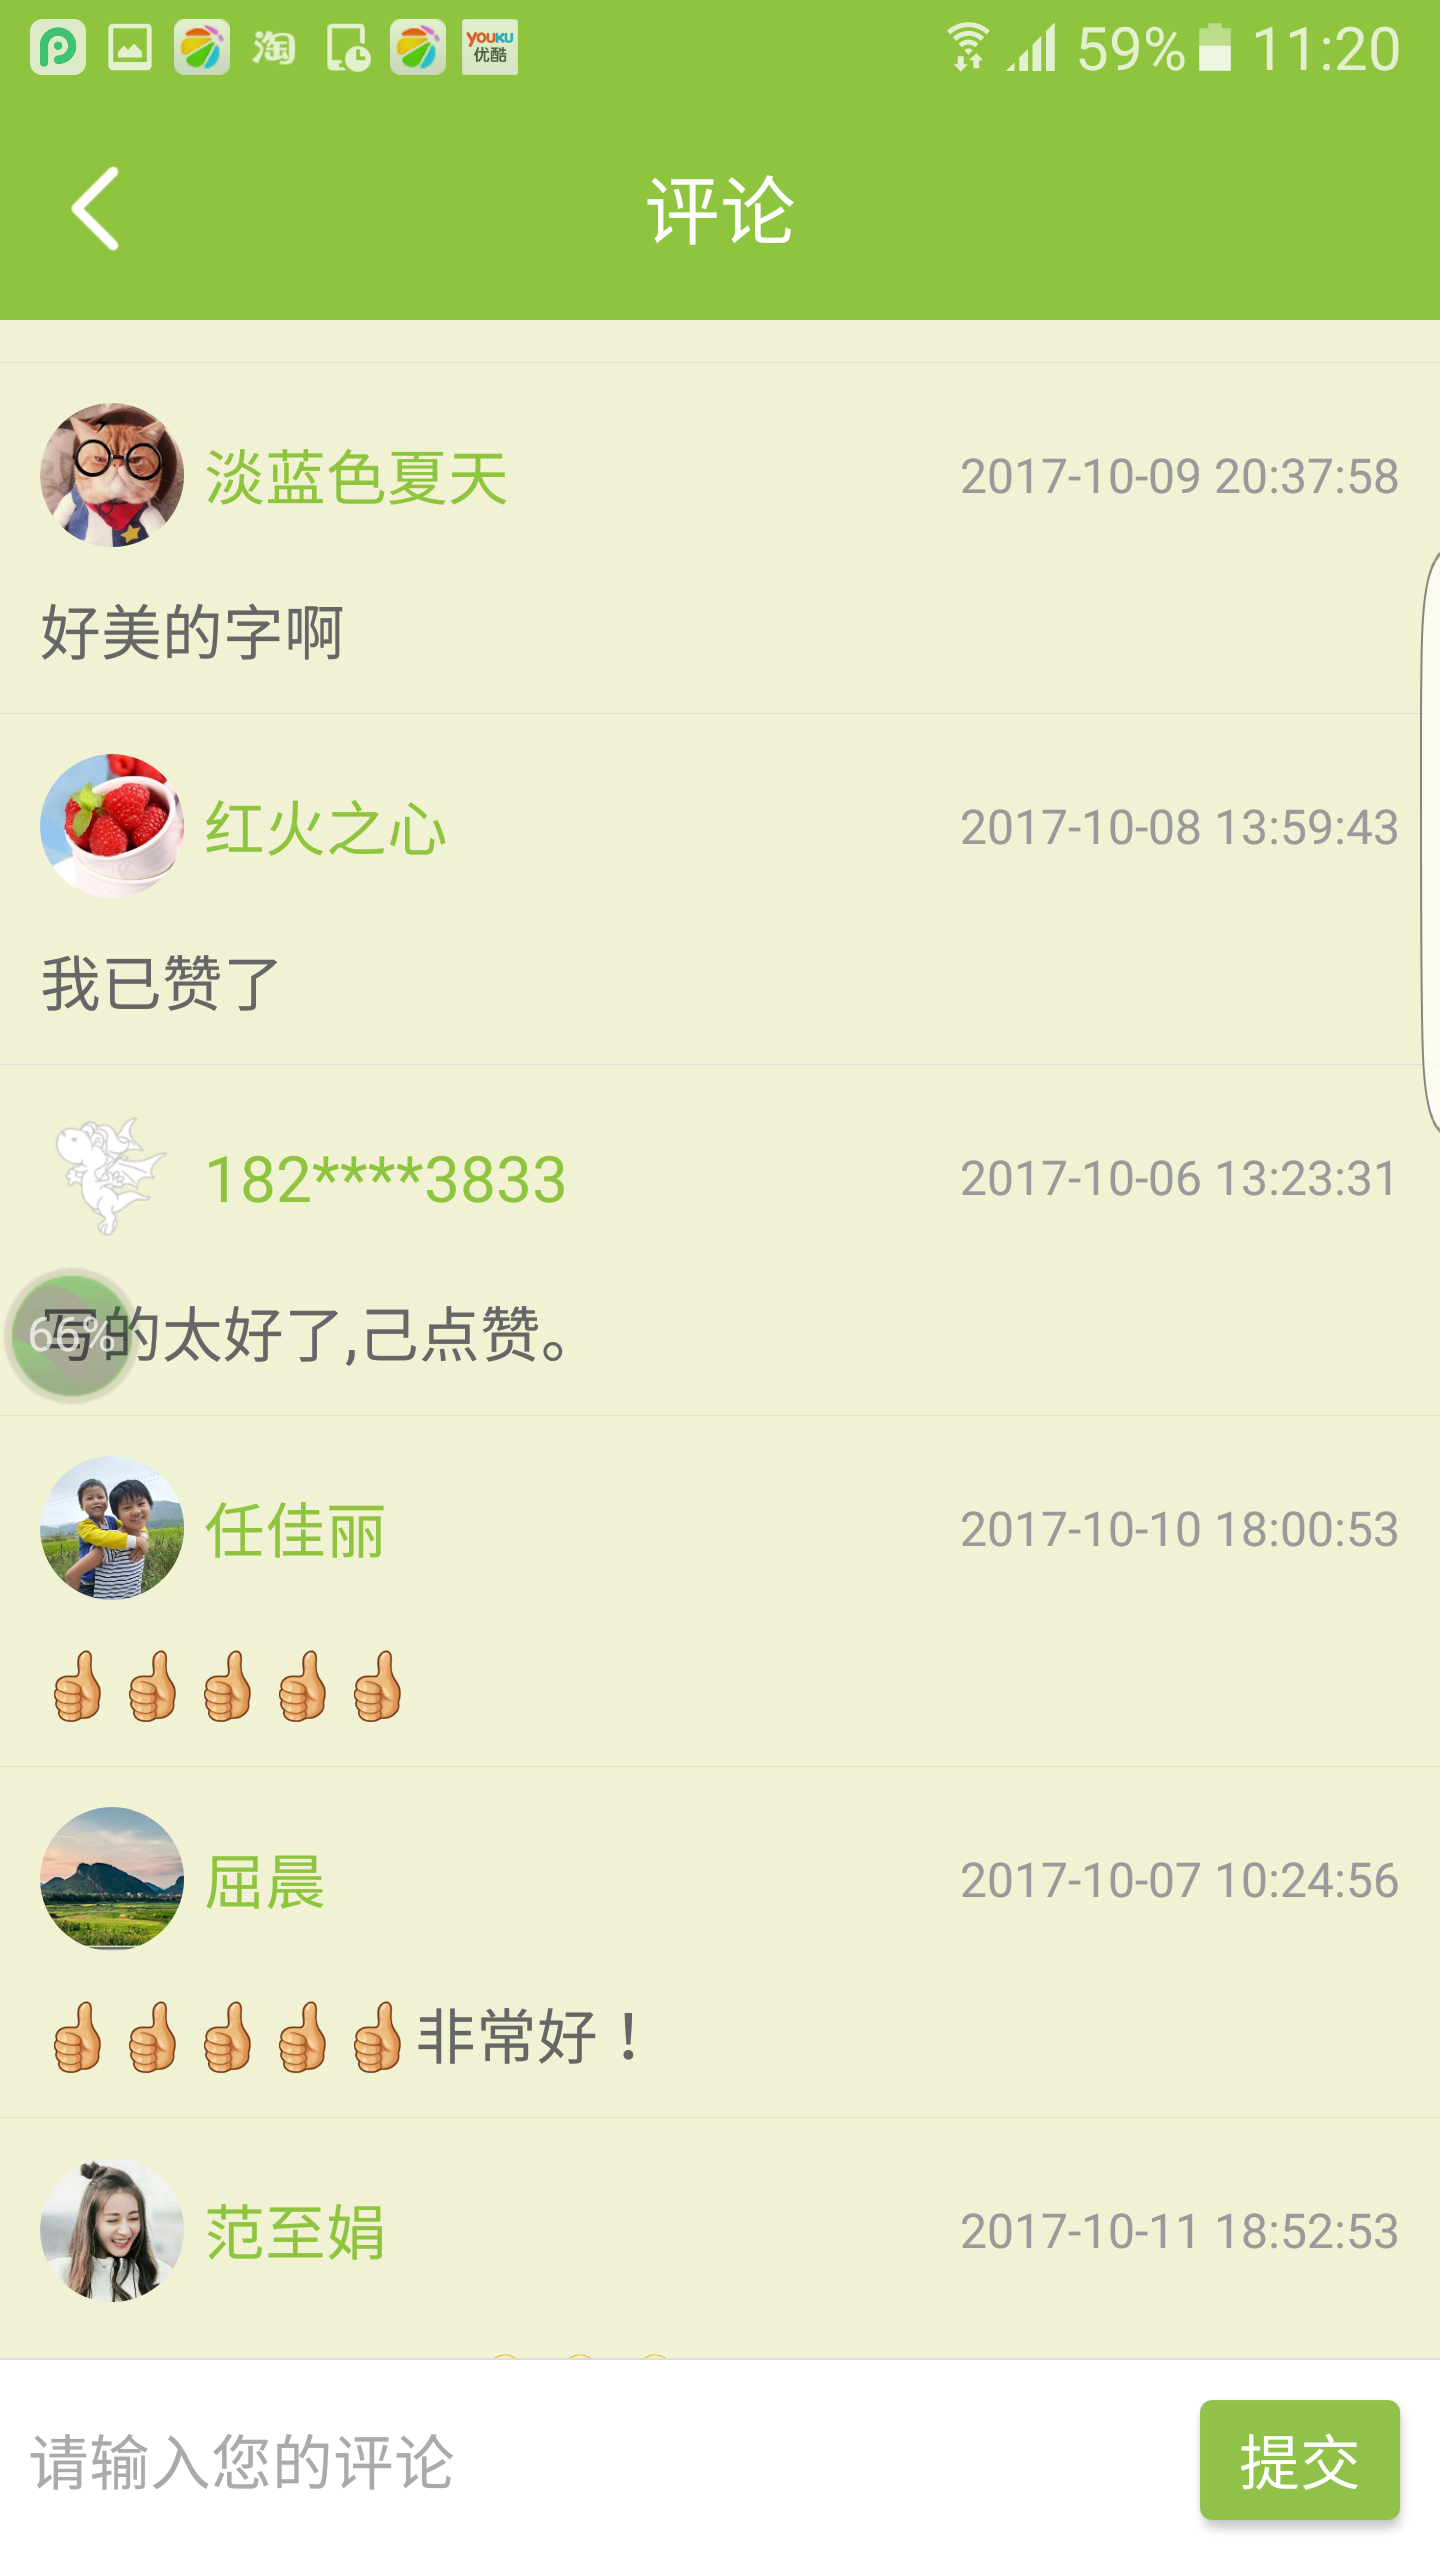 淘
YOUKU
优酷
59%
11:20
评论
淡蓝色夏天
2017-10-09 20:37:58
好美的字啊
红火之心
2017-10-08 13:59:43
我已赞了
182****3833
2017-10-06 13:23:31
66%
写的太好了,己点赞。
任佳丽
2017-10-10 18:00:53
👍👍👍👍👍
屈晨
2017-10-07 10:24:56
👍👍👍👍👍非常好！
范至娟
2017-10-11 18:52:53
请输入您的评论
提交